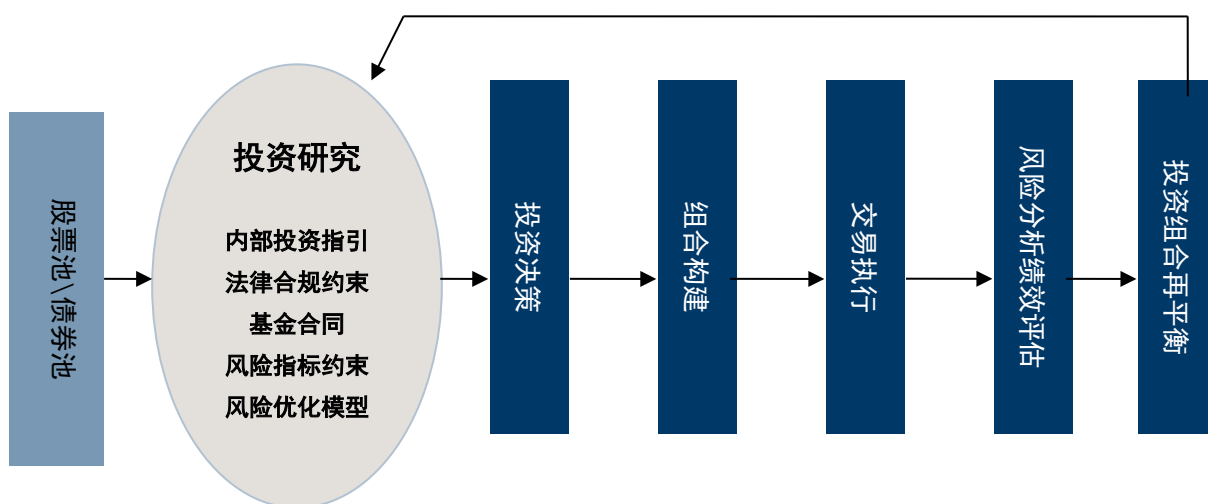 股票池\债券池
投资研究
内部投资指引
法律合规约束
基金合同
风险指标约束
风险优化模型
投资决策
组合构建
交易执行
风险分析绩效评估
投资组合再平衡